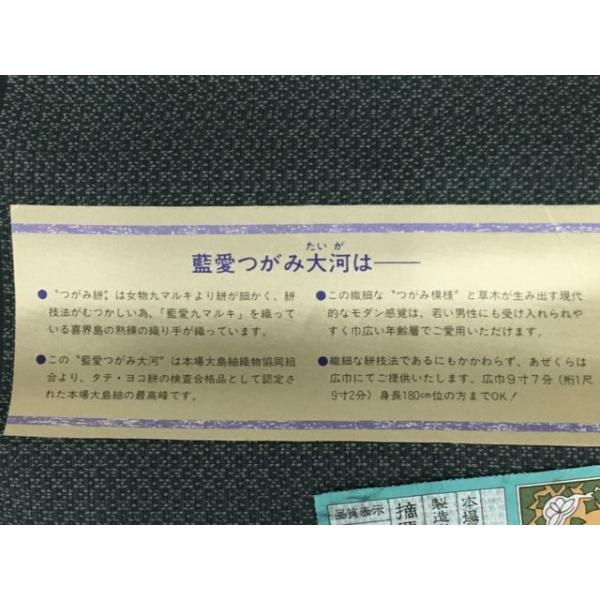 藍愛つがみ大河は――
たいが
●〝つがみ絣〟は女物九マルキより絣が細かく、絣
技法がむつかしい為、「藍愛九マルキ」を織って
いる喜界島の熟練の織り手が織っています。
●この〝藍愛つがみ大河〟は本場大島紬織物協同組
合より、タテ・ヨコ絣の検査合格品として認定さ
れた本場大島紬の最高峰です。
●この繊細な〝つがみ模様〟と草木が生み出す現代
的なモダン感覚は、若い男性にも受け入れられや
すく巾広い年齢層でご愛用いただけます。
●繊細な絣技法であるにもかかわらず、あぜくらは
広巾にてご提供いたします。広巾9寸7分(裄1尺
9寸2分)身長180cm位の方までOK!
品質表示
摘
製造
本場